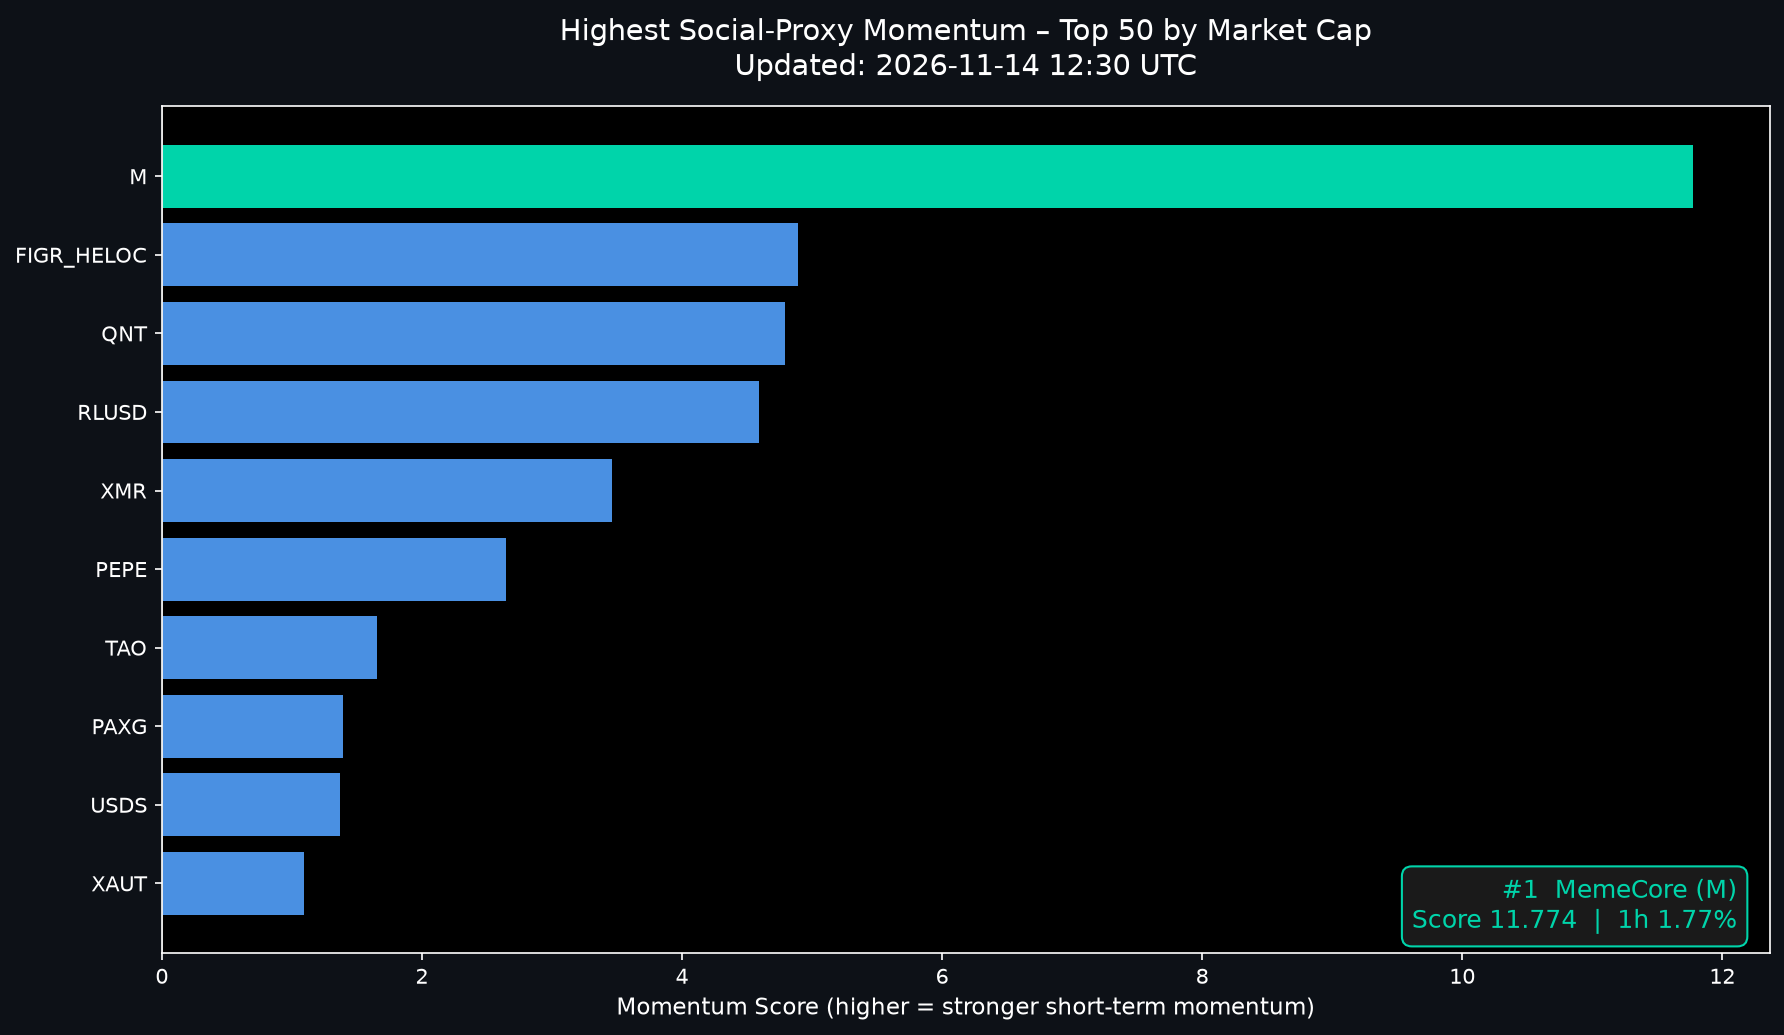 Highest Social-Proxy Momentum – Top 50 by Market Cap
Updated: 2026-11-14 12:30 UTC
M
FIGR_HELOC
QNT
RLUSD
XMR
PEPE
TAO
PAXG
USDS
XAUT
#1  MemeCore (M)
Score 11.774  |  1h 1.77%
0 2 4 6 8 10 12
Momentum Score (higher = stronger short-term momentum)